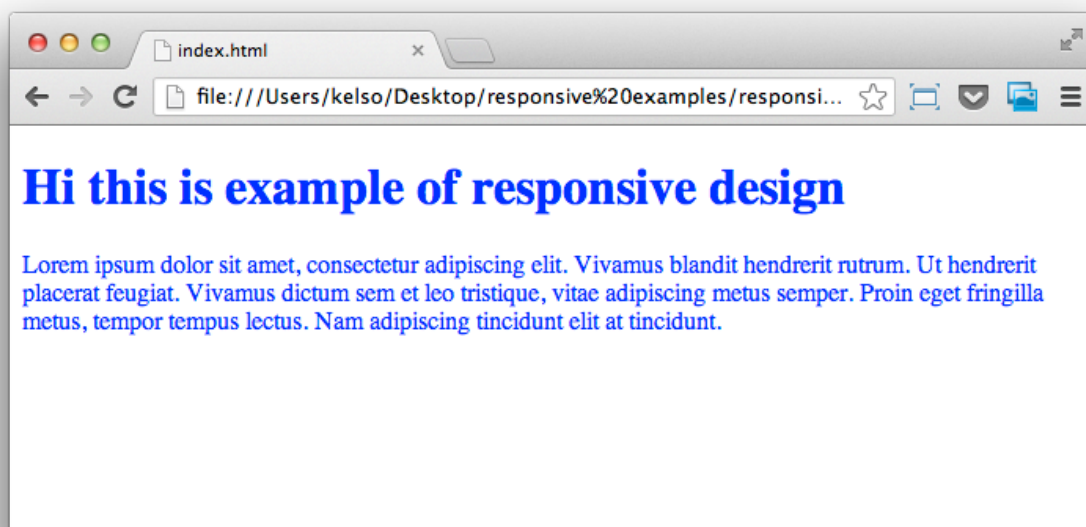 index.html
file:///Users/kelso/Desktop/responsive%20examples/responsi...
Hi this is example of responsive design
Lorem ipsum dolor sit amet, consectetur adipiscing elit. Vivamus blandit hendrerit rutrum. Ut hendrerit
placerat feugiat. Vivamus dictum sem et leo tristique, vitae adipiscing metus semper. Proin eget fringilla
metus, tempor tempus lectus. Nam adipiscing tincidunt elit at tincidunt.